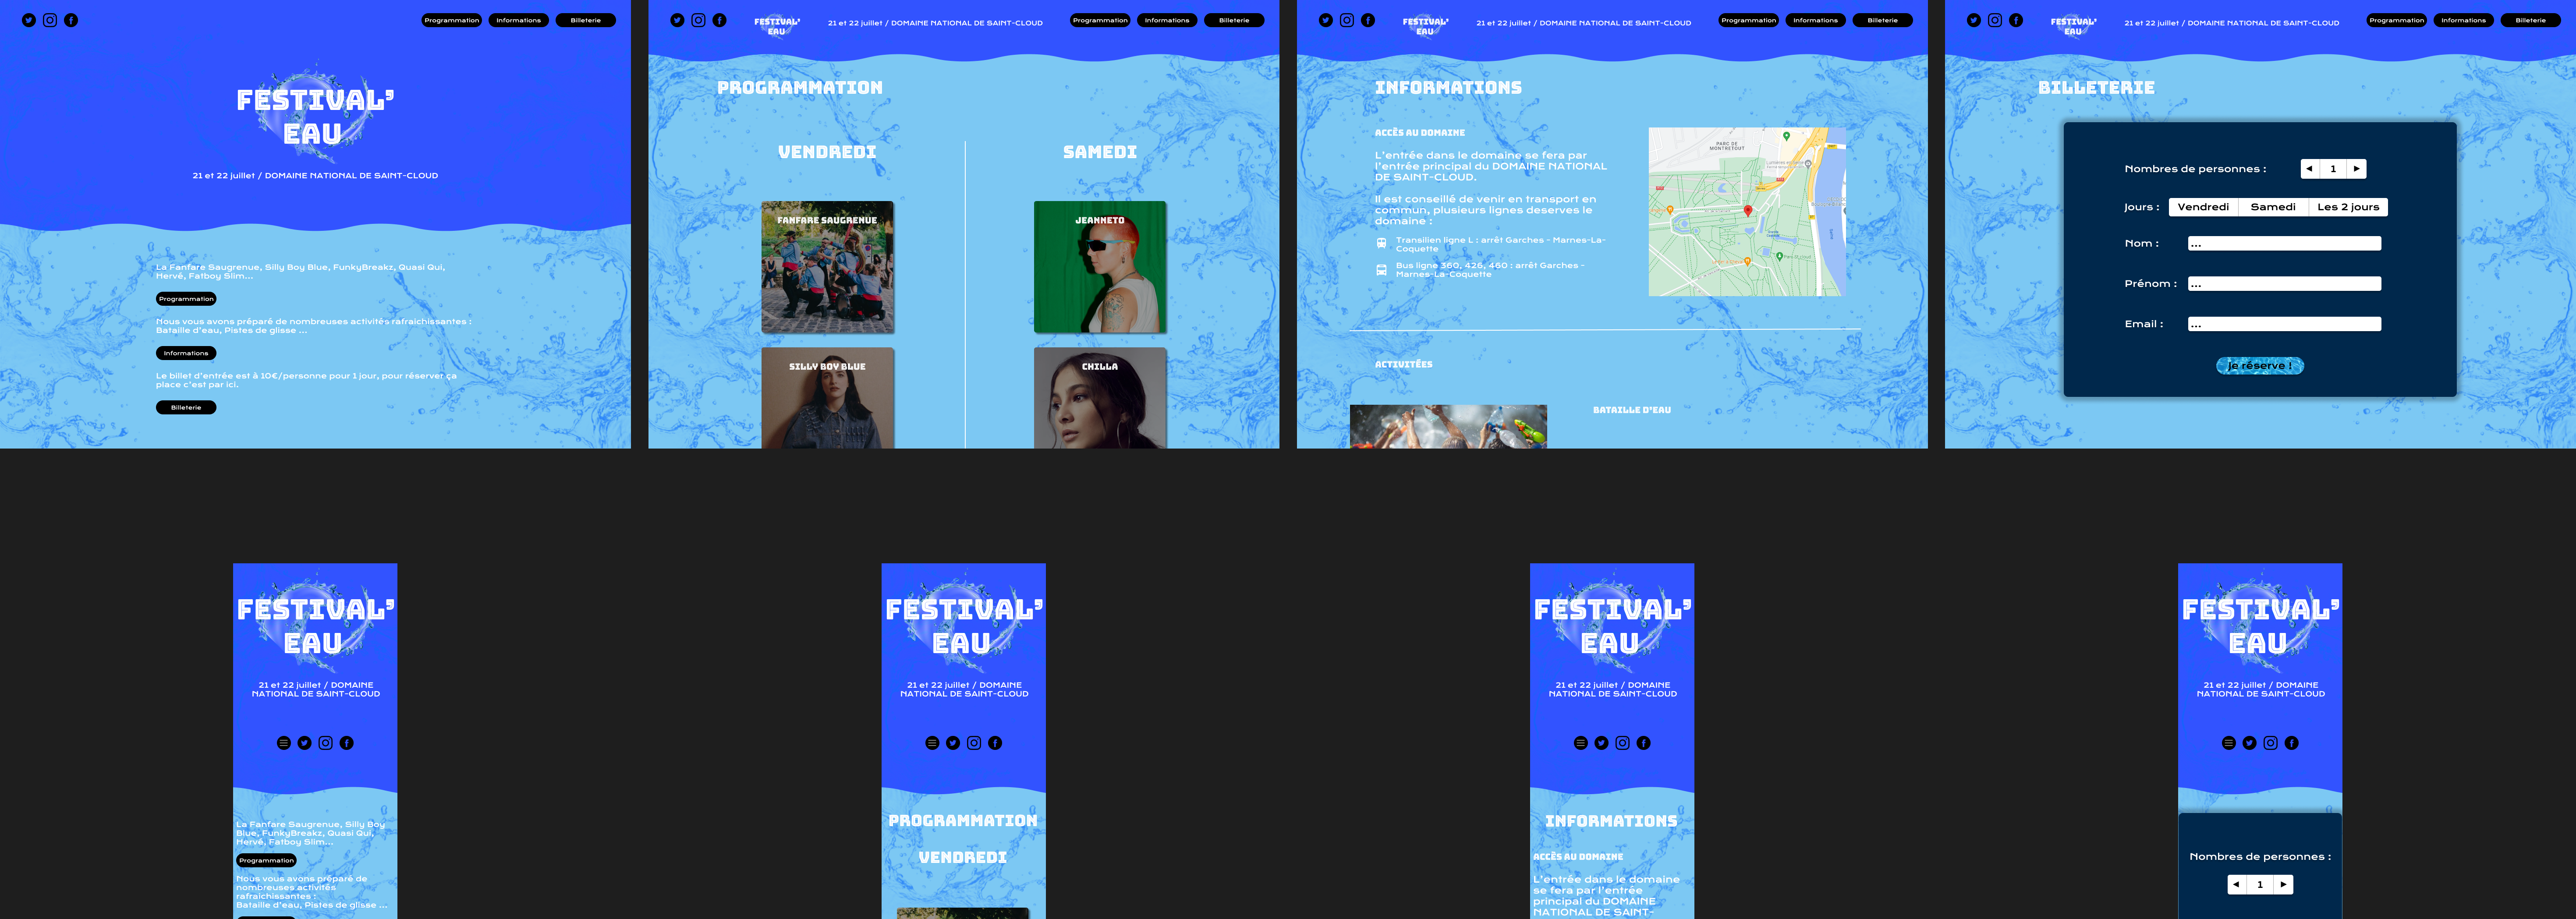 Programmation
Informations
Billeterie
FESTIVAL'
EAU
21 et 22 juillet / DOMAINE NATIONAL DE SAINT-CLOUD
La Fanfare Saugrenue, Silly Boy Blue, FunkyBreakz, Quasi Qui,
Hervé, Fatboy Slim...
Programmation
Nous vous avons préparé de nombreuses activités rafraichissantes :
Bataille d'eau, Pistes de glisse ...
Informations
Le billet d'entrée est à 10€/personne pour 1 jour, pour réserver ça
place c'est par ici.
Billeterie
FESTIVAL'
EAU
21 et 22 juillet / DOMAINE NATIONAL DE SAINT-CLOUD
Programmation
Informations
Billeterie
PROGRAMMATION
VENDREDI
SAMEDI
FANFARE SAUGRENUE
JEANNETO
SILLY BOY BLUE
CHILLA
FESTIVAL'
EAU
21 et 22 juillet / DOMAINE NATIONAL DE SAINT-CLOUD
Programmation
Informations
Billeterie
INFORMATIONS
ACCÈS AU DOMAINE
L'entrée dans le domaine se fera par
l'entrée principal du DOMAINE NATIONAL
DE SAINT-CLOUD.
Il est conseillé de venir en transport en
commun, plusieurs lignes deserves le
domaine :
Transilien ligne L : arrêt Garches - Marnes-La-
Coquette
Bus ligne 360, 426, 460 : arrêt Garches -
Marnes-La-Coquette
PARC DE
MONTRETOUT
ACTIVITÉES
BATAILLE D'EAU
FESTIVAL'
EAU
21 et 22 juillet / DOMAINE NATIONAL DE SAINT-CLOUD
Programmation
Informations
Billeterie
BILLETERIE
Nombres de personnes :
1
Jours :
Vendredi
Samedi
Les 2 jours
Nom :
...
Prénom :
...
Email :
...
je réserve !
FESTIVAL'
EAU
21 et 22 juillet / DOMAINE
NATIONAL DE SAINT-CLOUD
La Fanfare Saugrenue, Silly Boy
Blue, FunkyBreakz, Quasi Qui,
Hervé, Fatboy Slim...
Programmation
Nous vous avons préparé de
nombreuses activités
rafraichissantes :
Bataille d'eau, Pistes de glisse ...
FESTIVAL'
EAU
21 et 22 juillet / DOMAINE
NATIONAL DE SAINT-CLOUD
PROGRAMMATION
VENDREDI
FESTIVAL'
EAU
21 et 22 juillet / DOMAINE
NATIONAL DE SAINT-CLOUD
INFORMATIONS
ACCÈS AU DOMAINE
L'entrée dans le domaine
se fera par l'entrée
principal du DOMAINE
NATIONAL DE SAINT-
FESTIVAL'
EAU
21 et 22 juillet / DOMAINE
NATIONAL DE SAINT-CLOUD
Nombres de personnes :
1